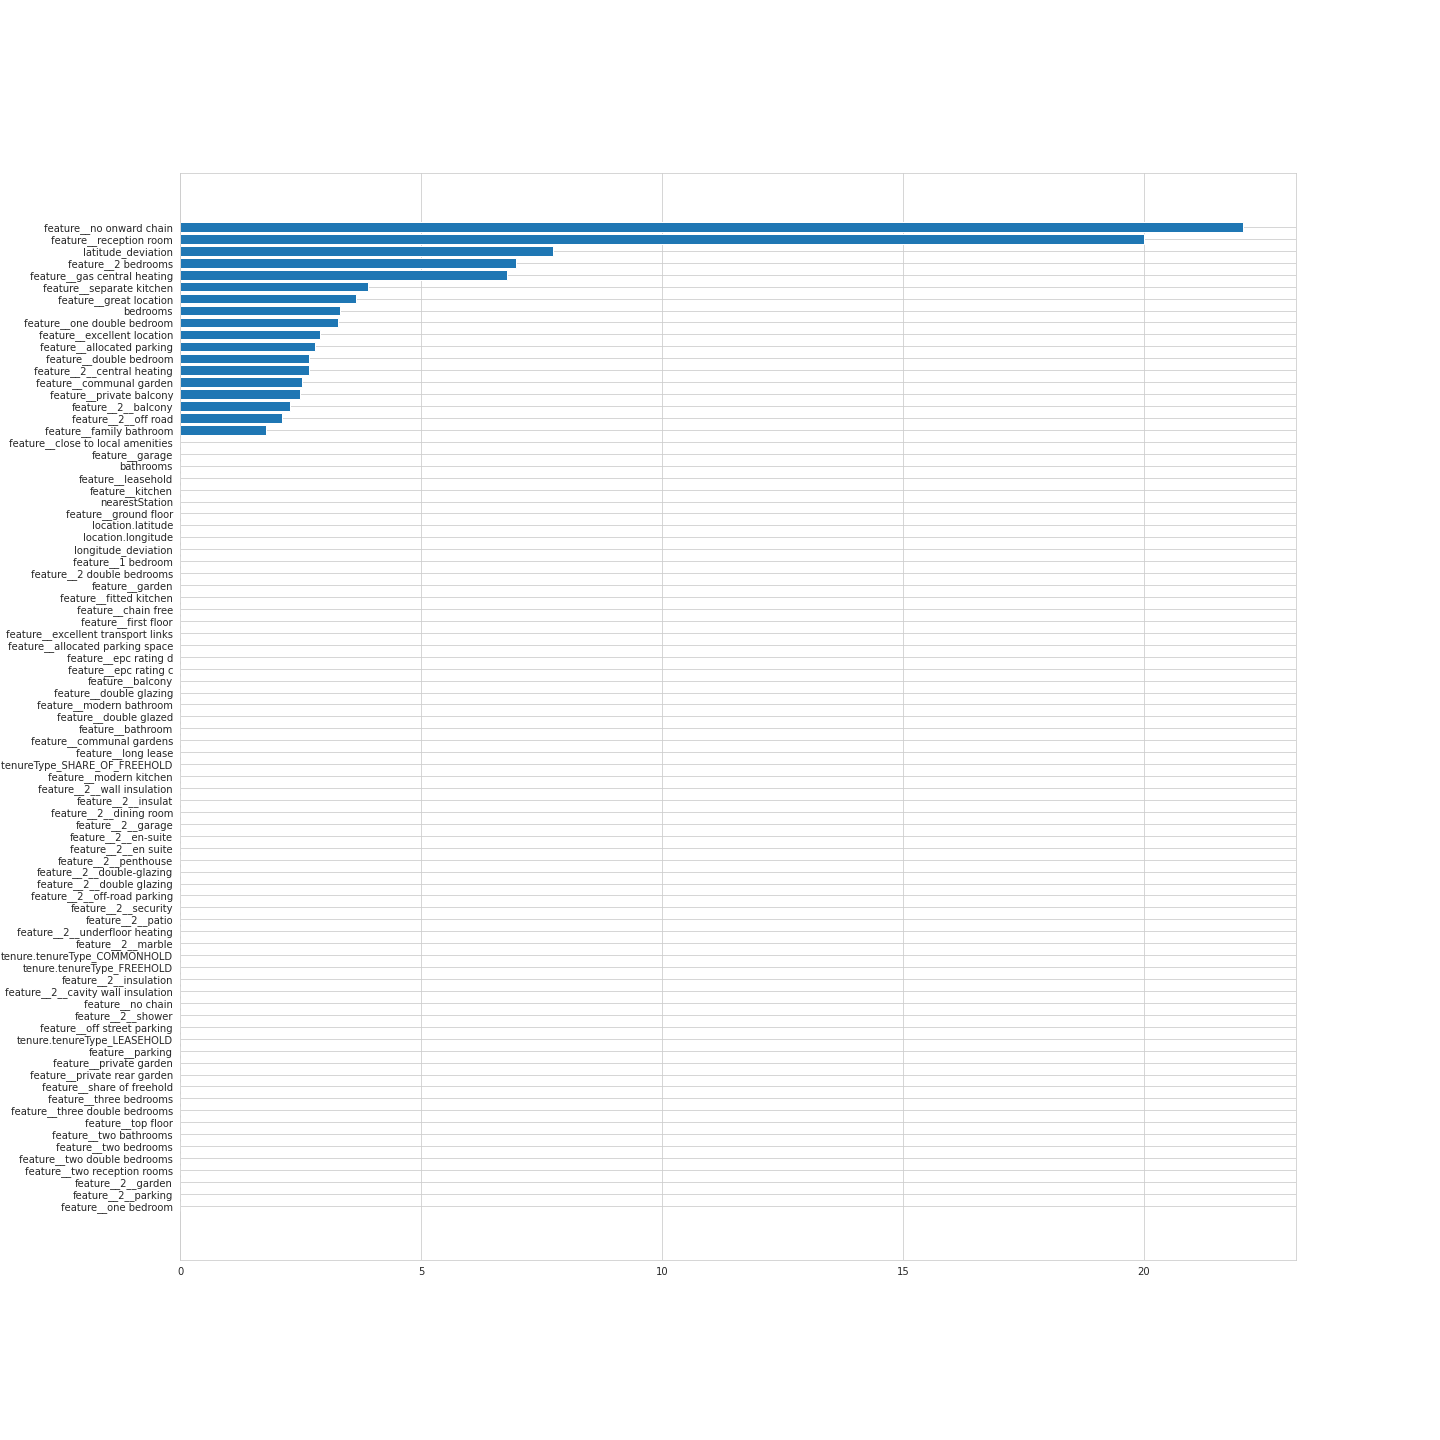 feature__no onward chain
feature__reception room
latitude_deviation
feature__2 bedrooms
feature__gas central heating
feature__separate kitchen
feature__great location
bedrooms
feature__one double bedroom
feature__excellent location
feature__allocated parking
feature__double bedroom
feature__2__central heating
feature__communal garden
feature__private balcony
feature__2__balcony
feature__2__off road
feature__family bathroom
feature__close to local amenities
feature__garage
bathrooms
feature__leasehold
feature__kitchen
nearestStation
feature__ground floor
location.latitude
location.longitude
longitude_deviation
feature__1 bedroom
feature__2 double bedrooms
feature__garden
feature__fitted kitchen
feature__chain free
feature__first floor
feature__excellent transport links
feature__allocated parking space
feature__epc rating d
feature__epc rating c
feature__balcony
feature__double glazing
feature__modern bathroom
feature__double glazed
feature__bathroom
feature__communal gardens
feature__long lease
tenureType_SHARE_OF_FREEHOLD
feature__modern kitchen
feature__2__wall insulation
feature__2__insulat
feature__2__dining room
feature__2__garage
feature__2__en-suite
feature__2__en suite
feature__2__penthouse
feature__2__double-glazing
feature__2__double glazing
feature__2__off-road parking
feature__2__security
feature__2__patio
feature__2__underfloor heating
feature__2__marble
tenure.tenureType_COMMONHOLD
tenure.tenureType_FREEHOLD
feature__2__insulation
feature__2__cavity wall insulation
feature__no chain
feature__2__shower
feature__off street parking
tenure.tenureType_LEASEHOLD
feature__parking
feature__private garden
feature__private rear garden
feature__share of freehold
feature__three bedrooms
feature__three double bedrooms
feature__top floor
feature__two bathrooms
feature__two bedrooms
feature__two double bedrooms
feature__two reception rooms
feature__2__garden
feature__2__parking
feature__one bedroom
0 5 10 15 20